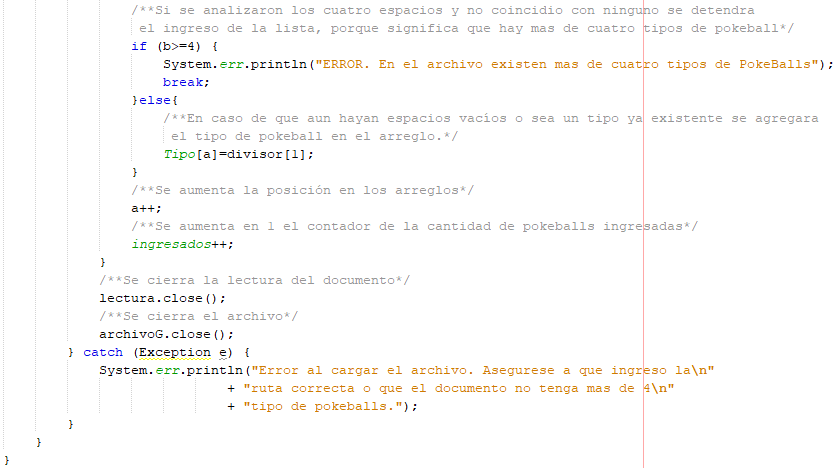 /**Si se analizaron los cuatro espacios y no coincidio con ninguno se detendra
el ingreso de la lista, porque significa que hay mas de cuatro tipos de pokeball*/
if (b>=4) {
System.err.println("ERROR. En el archivo existen mas de cuatro tipos de PokeBalls");
break;
}else{
/**En caso de que aun hayan espacios vacíos o sea un tipo ya existente se agregara
el tipo de pokeball en el arreglo.*/
Tipo[a]=divisor[1];
}
/**Se aumenta la posición en los arreglos*/
a++;
/**Se aumenta en 1 el contador de la cantidad de pokeballs ingresadas*/
ingresados++;
}
/**Se cierra la lectura del documento*/
lectura.close();
/**Se cierra el archivo*/
archivoG.close();
} catch (Exception e) {
System.err.println("Error al cargar el archivo. Asegurese a que ingreso la\n"
+ "ruta correcta o que el documento no tenga mas de 4\n"
+ "tipo de pokeballs.");
}
}
}